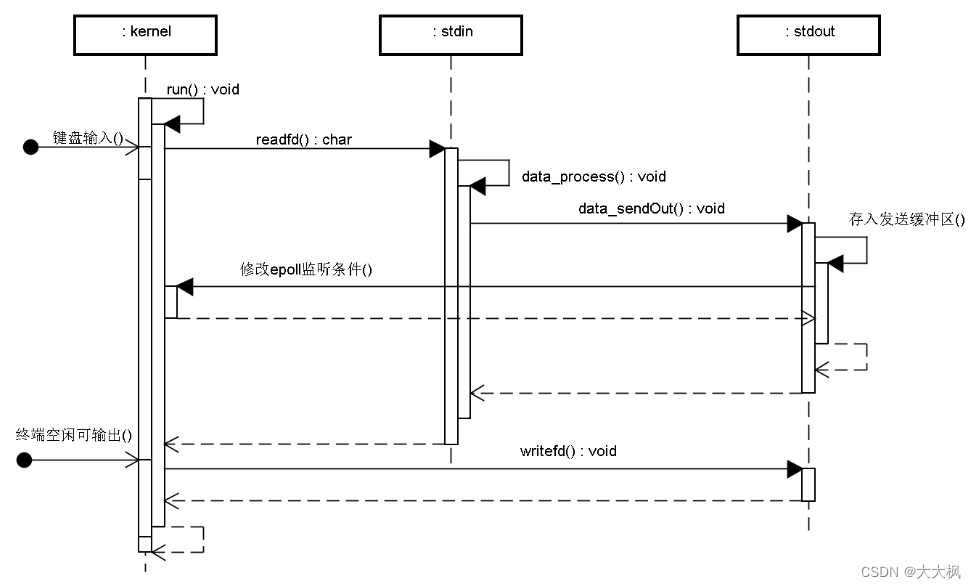 : kernel
: stdin
: stdout
run() : void
键盘输入()
readfd() : char
data_process() : void
data_sendOut() : void
存入发送缓冲区()
修改epoll监听条件()
终端空闲可输出()
writefd() : void
CSDN @大大枫